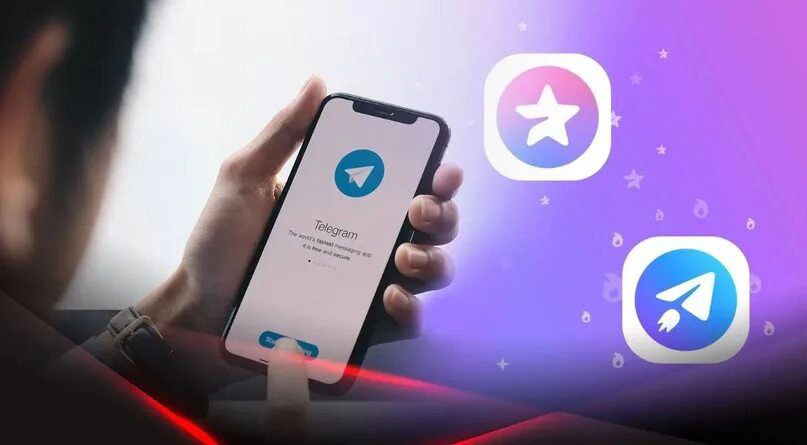 Telegram
The world's fastest messaging app.
It is free and secure.